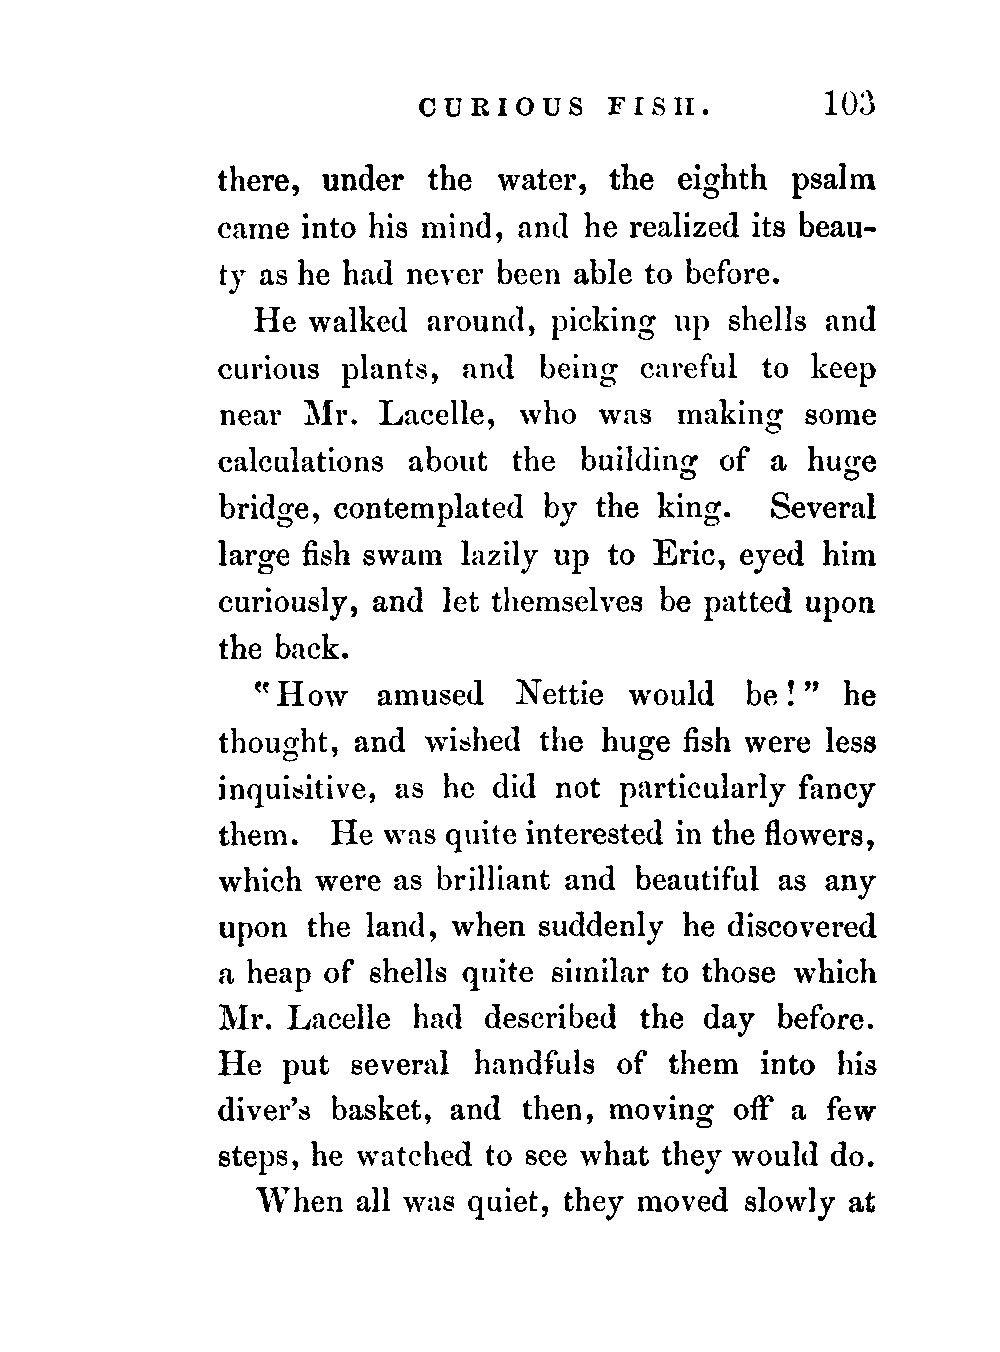 CURIOUS FISH. 103
there, under the water, the eighth psalm
came into his mind, and he realized its beau-
ty as he had never been able to before.
He walked around, picking up shells and
curious plants, and being careful to keep
near Mr. Lacelle, who was making some
calculations about the building of a huge
bridge, contemplated by the king. Several
large fish swam lazily up to Eric, eyed him
curiously, and let themselves be patted upon
the back.
"How amused Nettie would be!" he
thought, and wished the huge fish were less
inquisitive, as he did not particularly fancy
them. He was quite interested in the flowers,
which were as brilliant and beautiful as any
upon the land, when suddenly he discovered
a heap of shells quite similar to those which
Mr. Lacelle had described the day before.
He put several handfuls of them into his
diver's basket, and then, moving off a few
steps, he watched to see what they would do.
When all was quiet, they moved slowly at